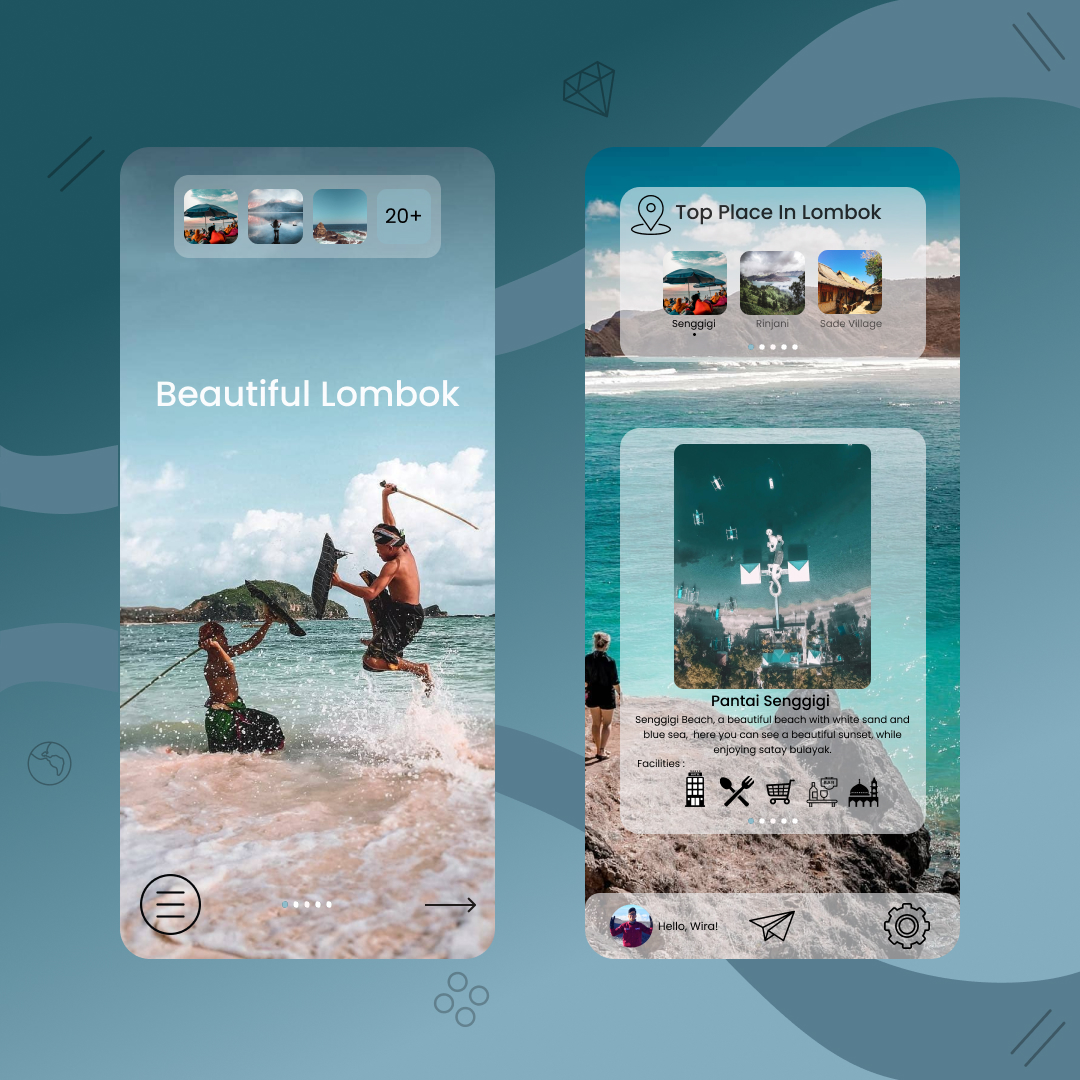 20+
Beautiful Lombok
Top Place In Lombok
Senggigi
Rinjani
Sade Village
Pantai Senggigi
Senggigi Beach, a beautiful beach with white sand and
blue sea,  here you can see a beautiful sunset, while
enjoying satay bulayak.
Facilities :
BAR
Hello, Wira!